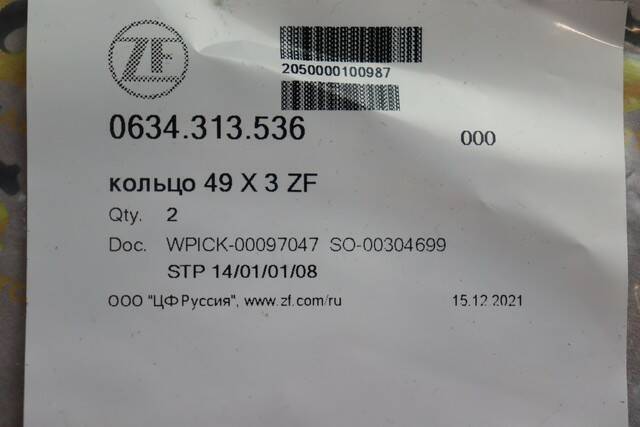 ZF
2050000100987
0634.313.536 000
кольцо 49 X 3 ZF
Qty. 2
Doc. WPICK-00097047 SO-00304699
STP 14/01/01/08
ООО "ЦФ Руссия", www.zf.com/ru 15.12.2021